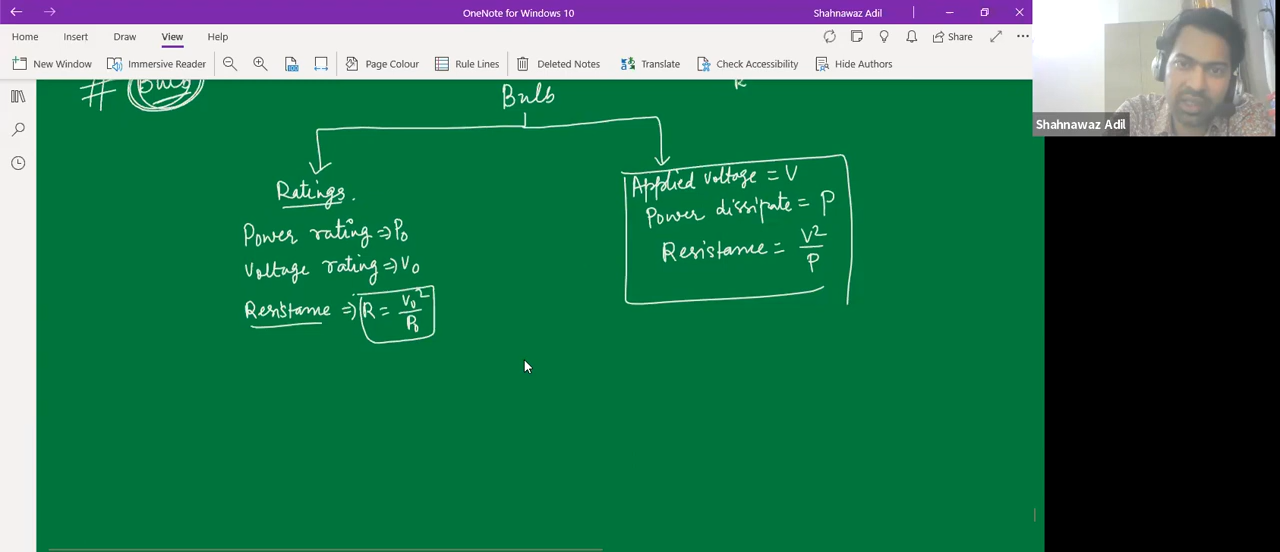 OneNote for Windows 10
Shahnawaz Adil
Home Insert Draw View Help
Share
New Window Immersive Reader Page Colour Rule Lines Deleted Notes Translate Check Accessibility Hide Authors
Shahnawaz Adil
# Bulb
R
Bulb
Ratings.
Power rating ⇒ P₀
Voltage rating ⇒ V₀
Resistance ⇒ R = V₀²/P₀
Applied voltage = V
Power dissipate = P
Resistance = V²/P